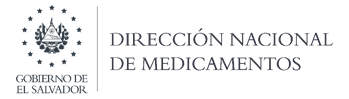 GOBIERNO DE
EL SALVADOR
DIRECCIÓN NACIONAL
DE MEDICAMENTOS